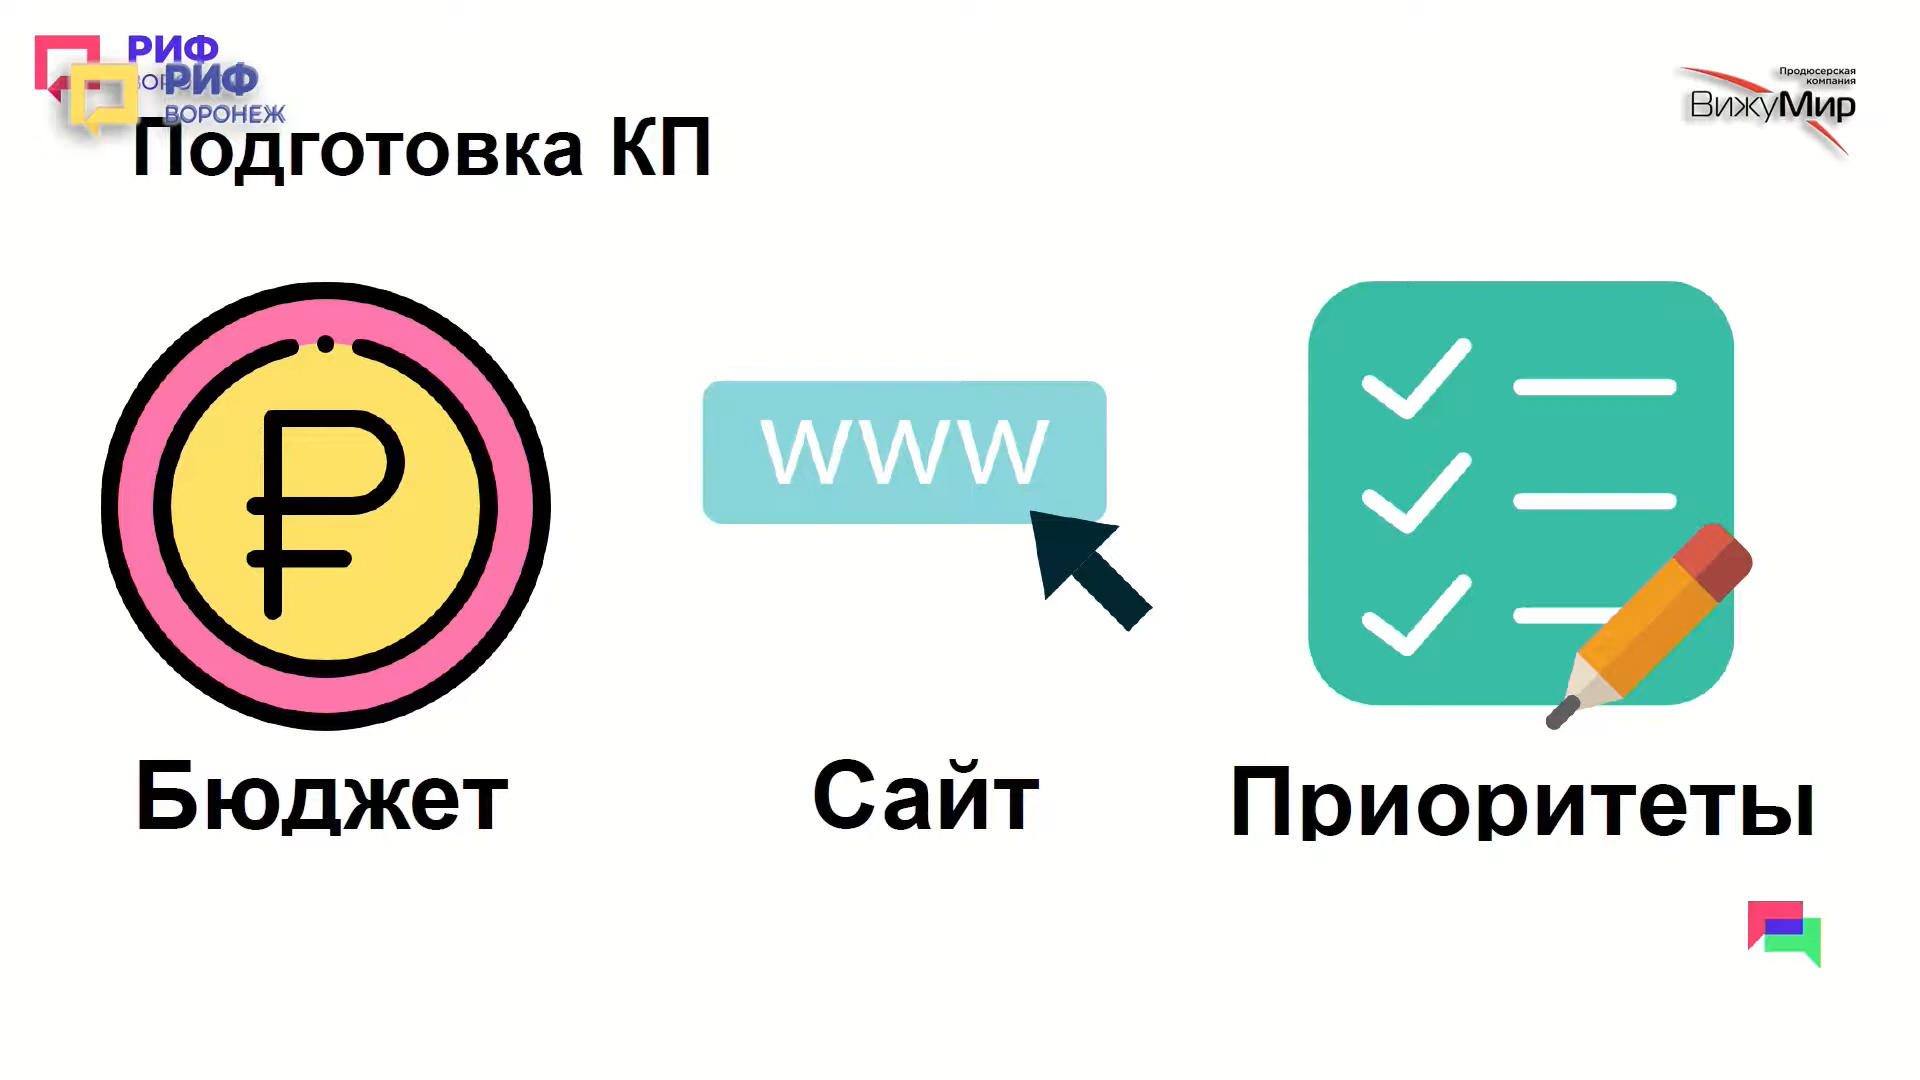 РИФ
РИФ
ВОРОНЕЖ
Продюсерская
компания
ВижуМир
Подготовка КП
www
Бюджет
Сайт
Приоритеты